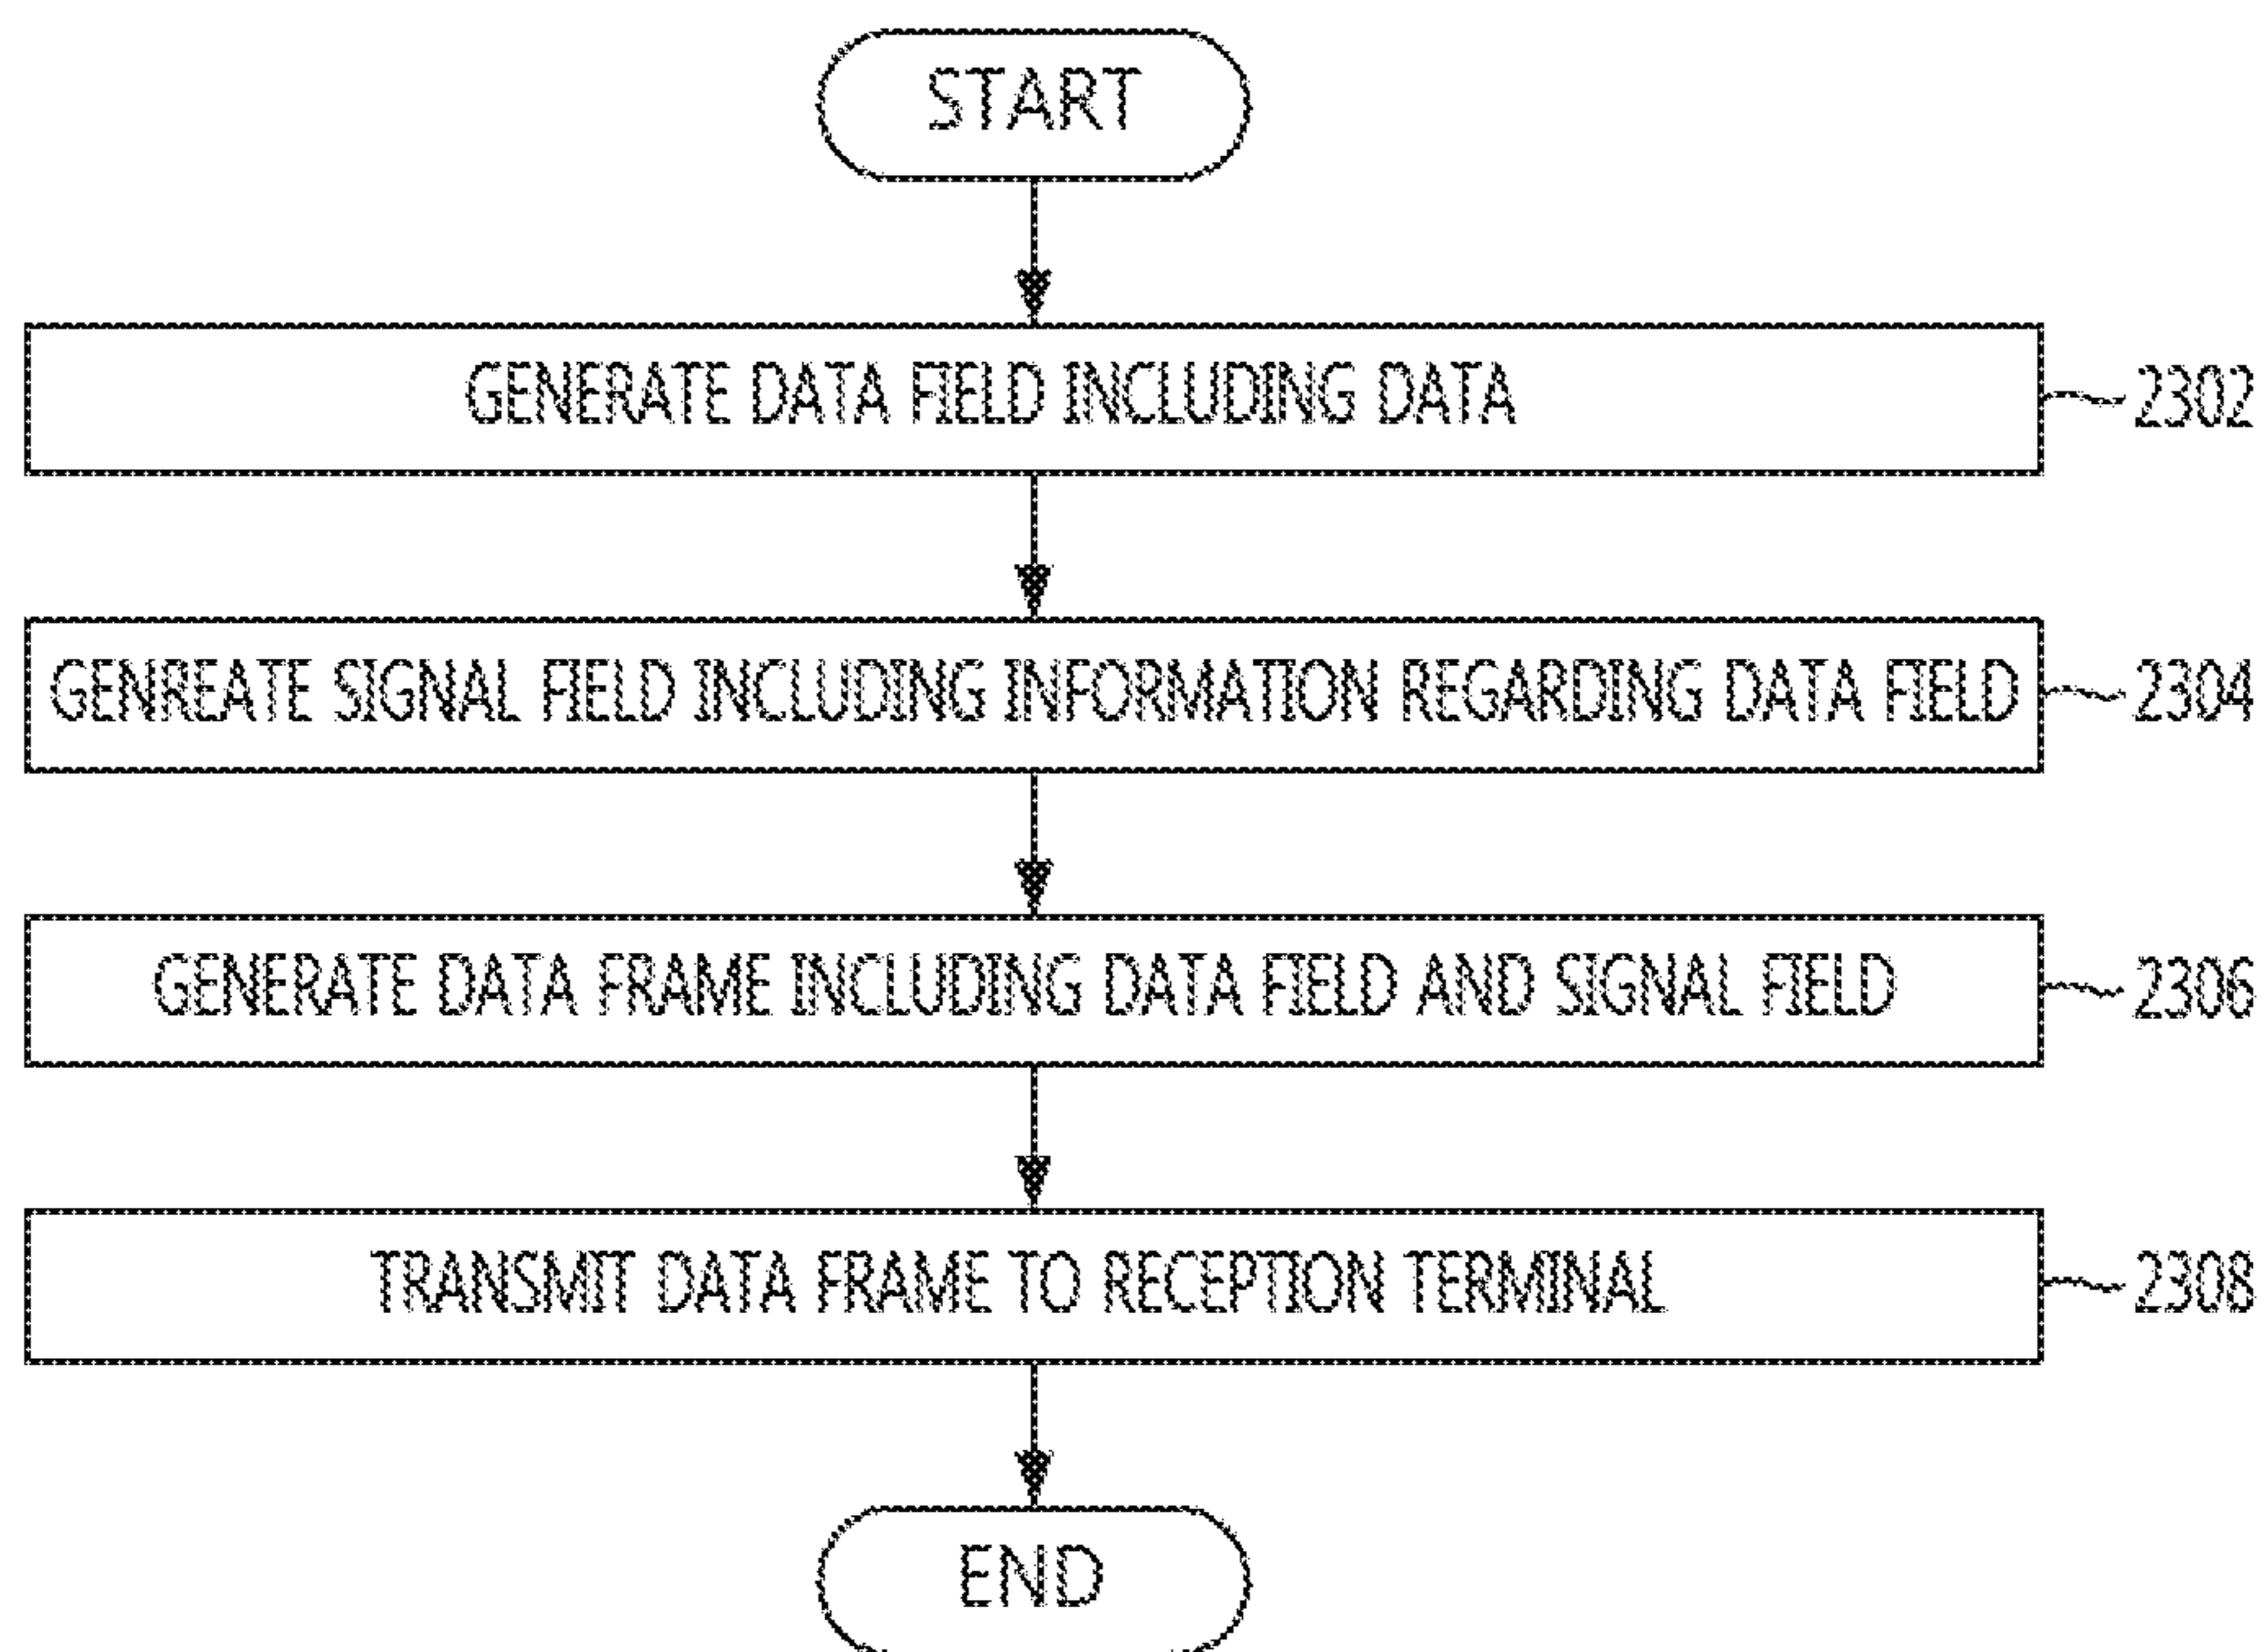 START
GENERATE DATA FIELD INCLUDING DATA
2302
GENREATE SIGNAL FIELD INCLUDING INFORMATION REGARDING DATA FIELD
2304
GENERATE DATA FRAME INCLUDING DATA FIELD AND SIGNAL FIELD
2306
TRANSMIT DATA FRAME TO RECEPTION TERMINAL
2308
END